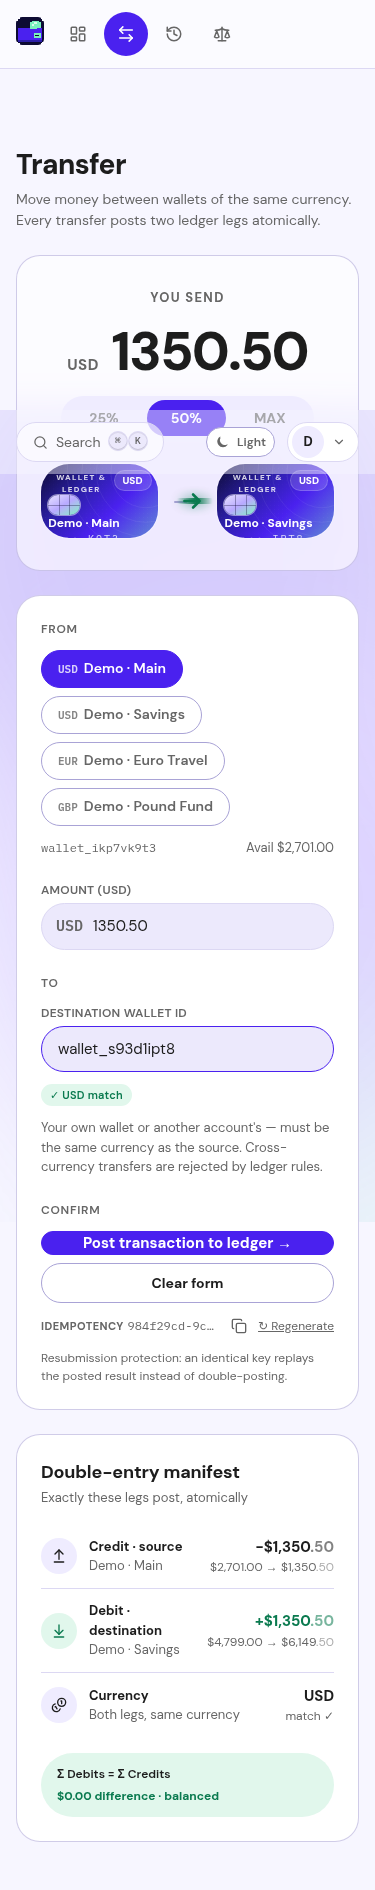 Transfer
Move money between wallets of the same currency.
Every transfer posts two ledger legs atomically.
YOU SEND
USD 1350.50
25% 50% MAX
Search ⌘ K Light D
WALLET & LEDGER USD
Demo · Main
WALLET & LEDGER USD
Demo · Savings
FROM
USD Demo · Main
USD Demo · Savings
EUR Demo · Euro Travel
GBP Demo · Pound Fund
wallet_ikp7vk9t3 Avail $2,701.00
AMOUNT (USD)
USD 1350.50
TO
DESTINATION WALLET ID
wallet_s93d1ipt8
✓ USD match
Your own wallet or another account's — must be
the same currency as the source. Cross-
currency transfers are rejected by ledger rules.
CONFIRM
Post transaction to ledger →
Clear form
IDEMPOTENCY 984f29cd-9c… ↻ Regenerate
Resubmission protection: an identical key replays
the posted result instead of double-posting.
Double-entry manifest
Exactly these legs post, atomically
Credit · source -$1,350.50
Demo · Main $2,701.00 → $1,350.50
Debit ·
destination +$1,350.50
Demo · Savings $4,799.00 → $6,149.50
Currency USD
Both legs, same currency match ✓
Σ Debits = Σ Credits
$0.00 difference · balanced